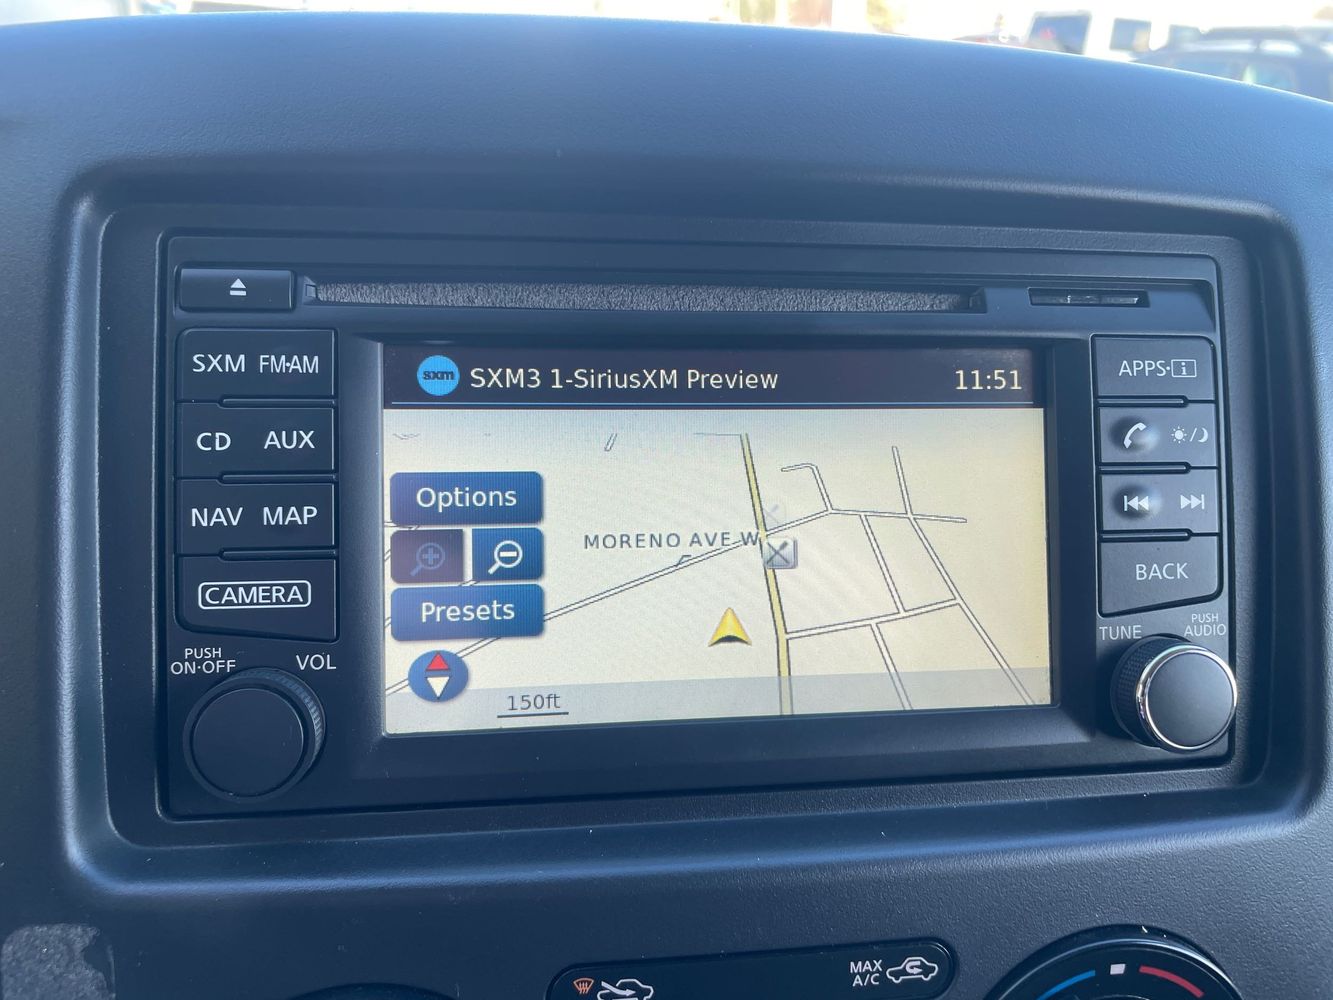 sxm SXM3 1-SiriusXM Preview 11:51
SXM FM·AM
CD AUX
NAV MAP
CAMERA
PUSH
ON·OFF
VOL
Options
Presets
MORENO AVE W
150ft
APPS·i
BACK
TUNE
PUSH
AUDIO
MAX
A/C